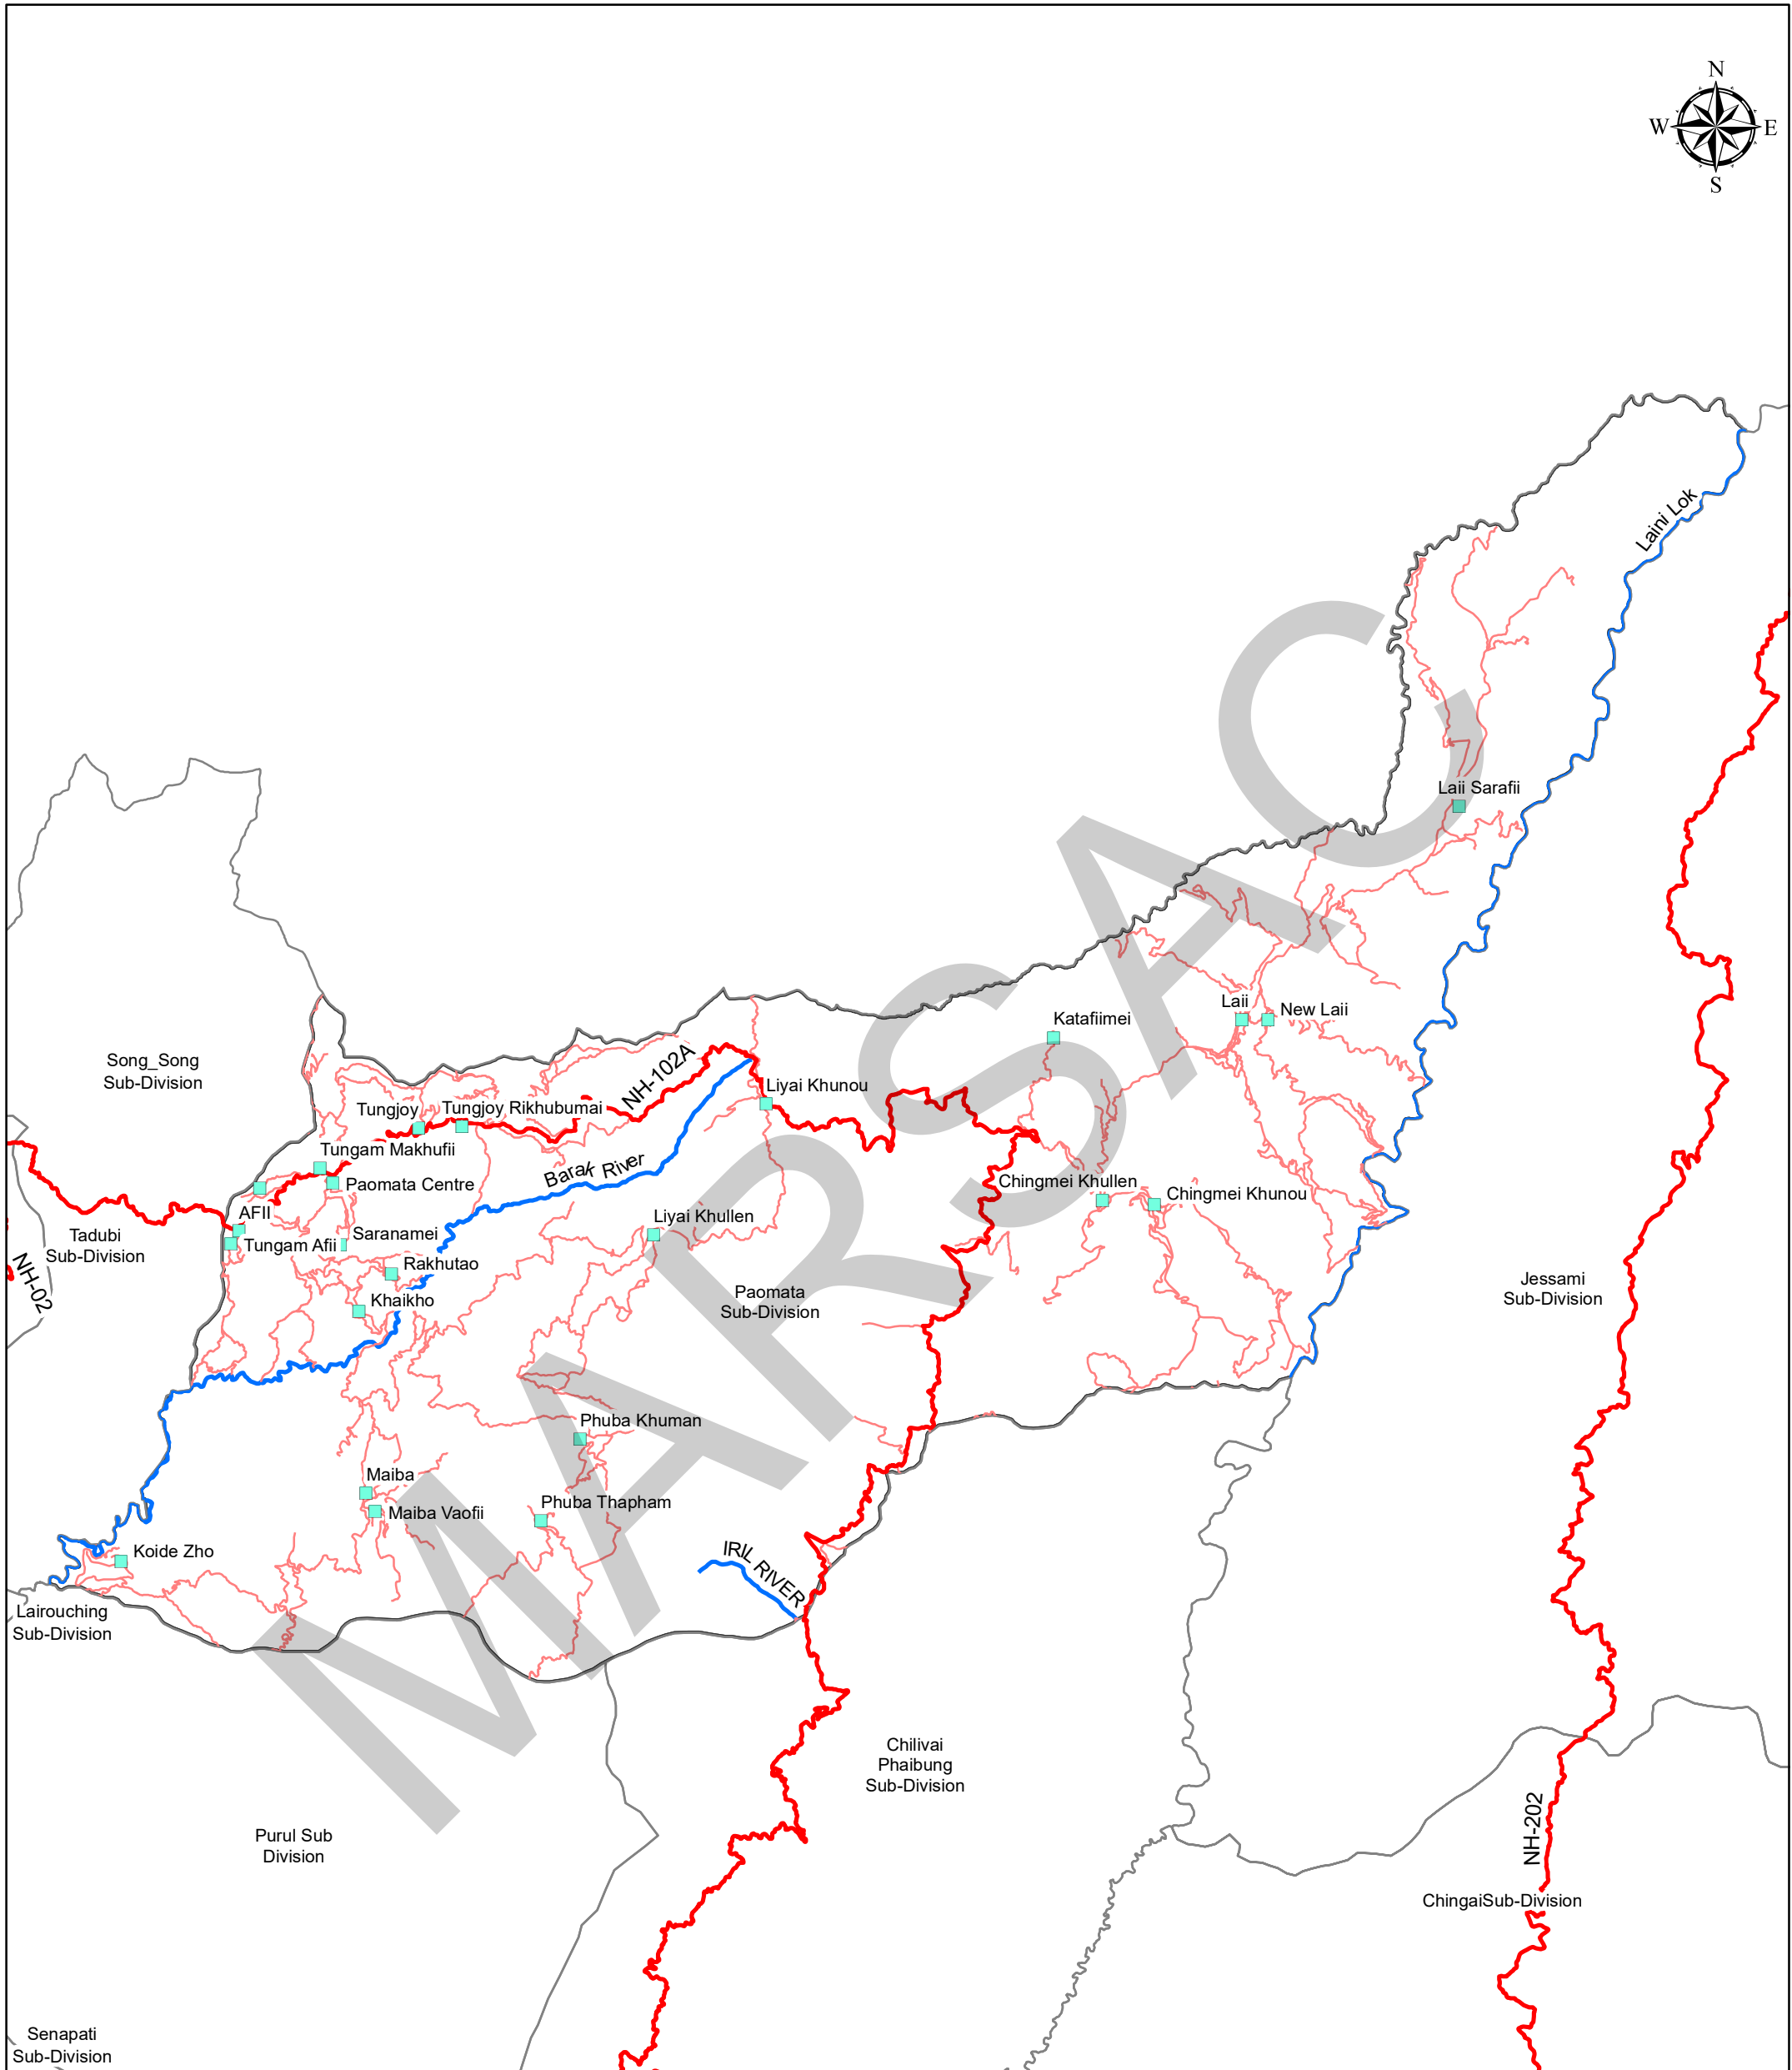 N
W
E
S
Laini Lok
Laii Sarafii
Laii
New Laii
Katafiimei
Song_Song
Sub-Division
NH-102A
Liyai Khunou
Tungjoy
Tungjoy Rikhubumai
Tungam Makhufii
Barak River
Paomata Centre
Chingmei Khullen
Chingmei Khunou
AFII
Liyai Khullen
Saranamei
Tadubi
Sub-Division
Tungam Afii
Rakhutao
NH-02
Khaikho
Paomata
Sub-Division
Jessami
Sub-Division
Phuba Khuman
Maiba
Phuba Thapham
Maiba Vaofii
Koide Zho
IRIL RIVER
Lairouching
Sub-Division
Chilivai
Phaibung
Sub-Division
Purul Sub
Division
NH-202
ChingaiSub-Division
Senapati
Sub-Division
MARSAC